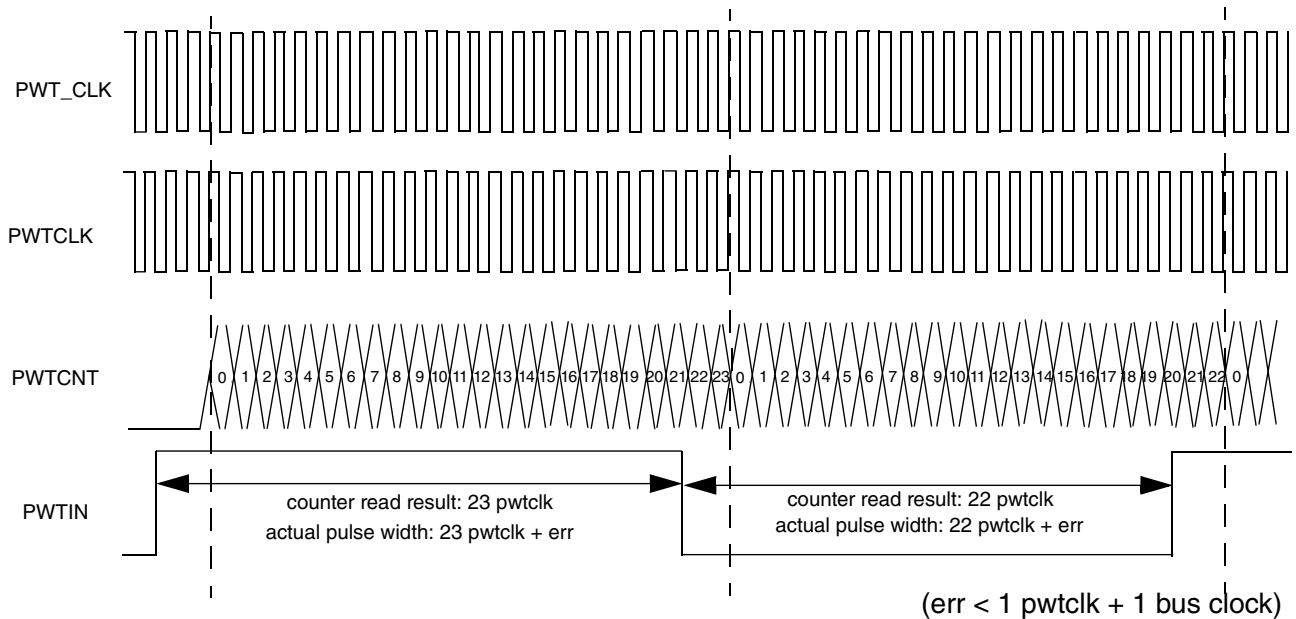 PWT_CLK
PWTCLK
PWTCNT
0 1 2 3 4 5 6 7 8 9 10 11 12 13 14 15 16 17 18 19 20 21 22 23 0 1 2 3 4 5 6 7 8 9 10 11 12 13 14 15 16 17 18 19 20 21 22 0
PWTIN
counter read result: 23 pwtclk
actual pulse width: 23 pwtclk + err
counter read result: 22 pwtclk
actual pulse width: 22 pwtclk + err
(err < 1 pwtclk + 1 bus clock)